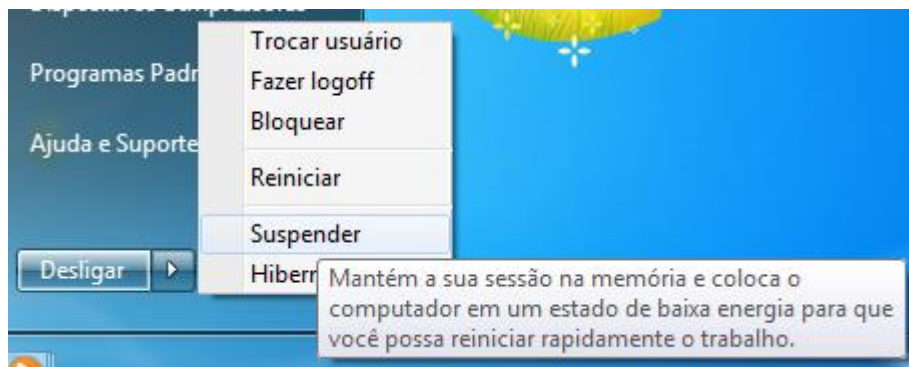 Trocar usuário
Programas Padr
Fazer logoff
Bloquear
Ajuda e Suporte
Reiniciar
Suspender
Desligar
Hibern
Mantém a sua sessão na memória e coloca o
computador em um estado de baixa energia para que
você possa reiniciar rapidamente o trabalho.